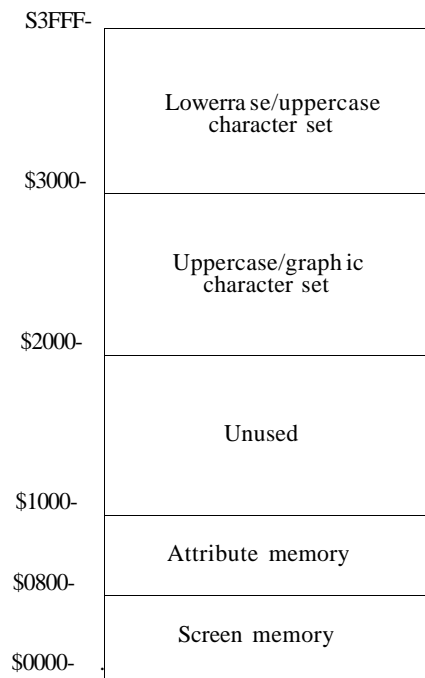 S3FFF-
Lowerra se/uppercase
character set
$3000-
Uppercase/graph ic
character set
$2000-
Unused
$1000-
Attribute memory
$0800-
Screen memory
$0000-